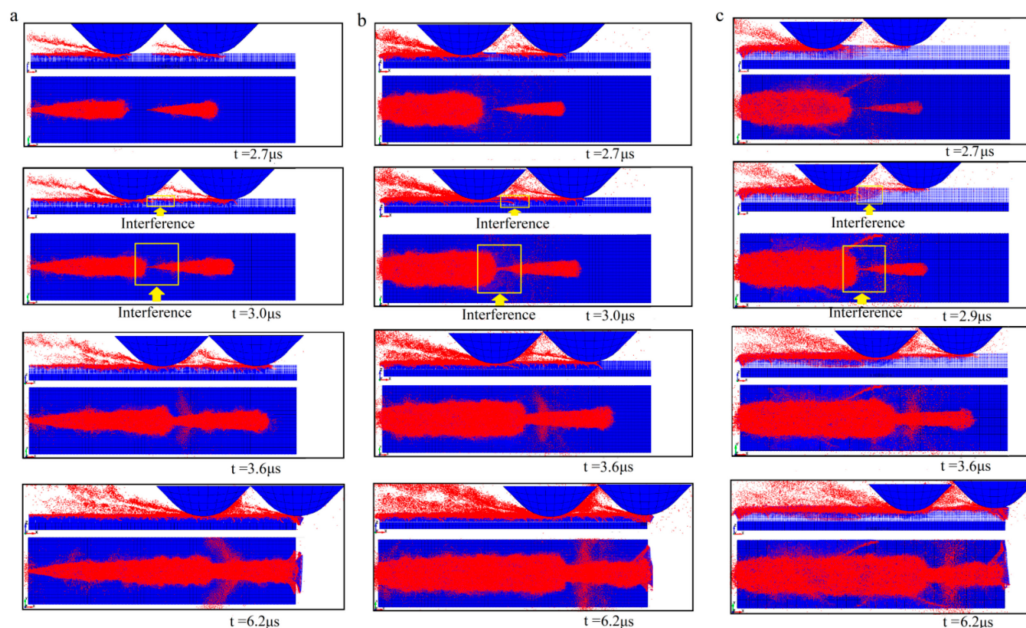 a
b
c
t =2.7μs
t =2.7μs
t =2.7μs
Interference
Interference
Interference
Interference
Interference
Interference
t =3.0μs
t =3.0μs
t =2.9μs
t =3.6μs
t =3.6μs
t =3.6μs
t =6.2μs
t =6.2μs
t =6.2μs